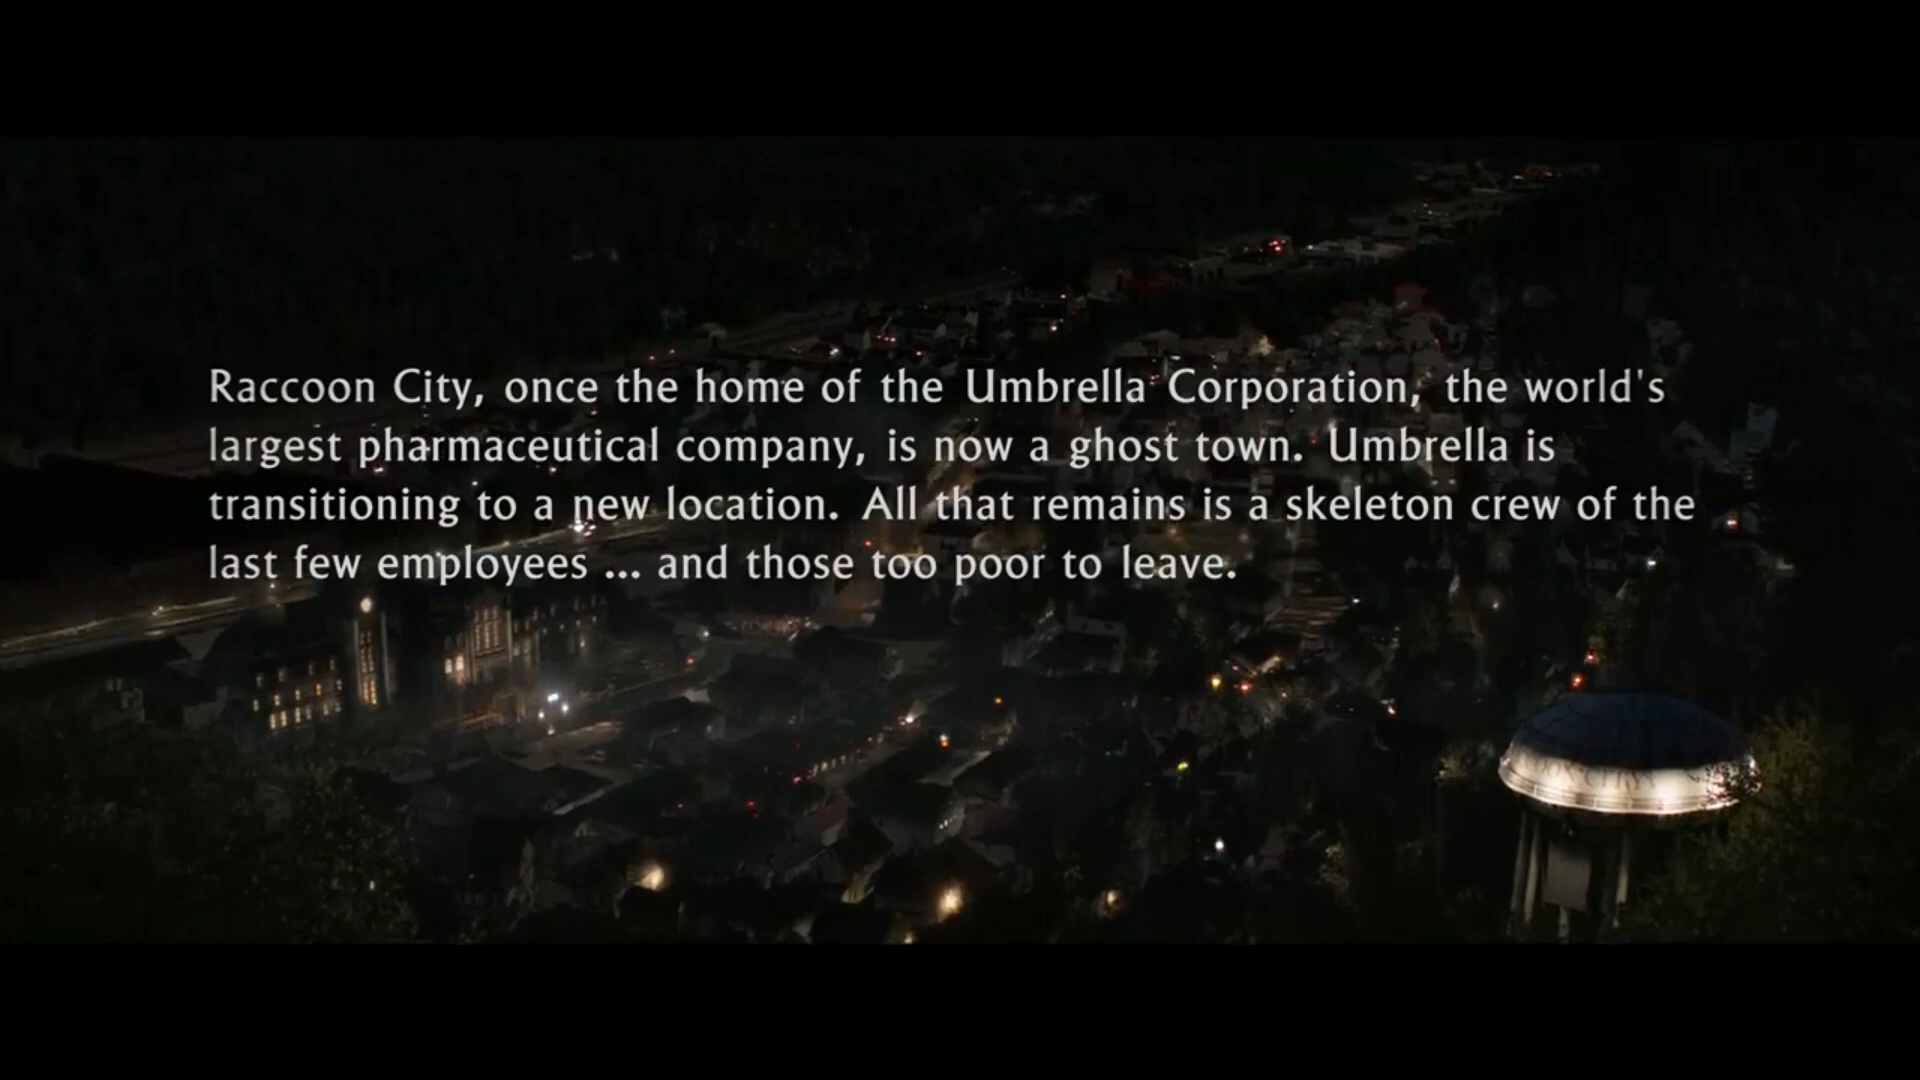 Raccoon City, once the home of the Umbrella Corporation, the world's
largest pharmaceutical company, is now a ghost town. Umbrella is
transitioning to a new location. All that remains is a skeleton crew of the
last few employees ... and those too poor to leave.